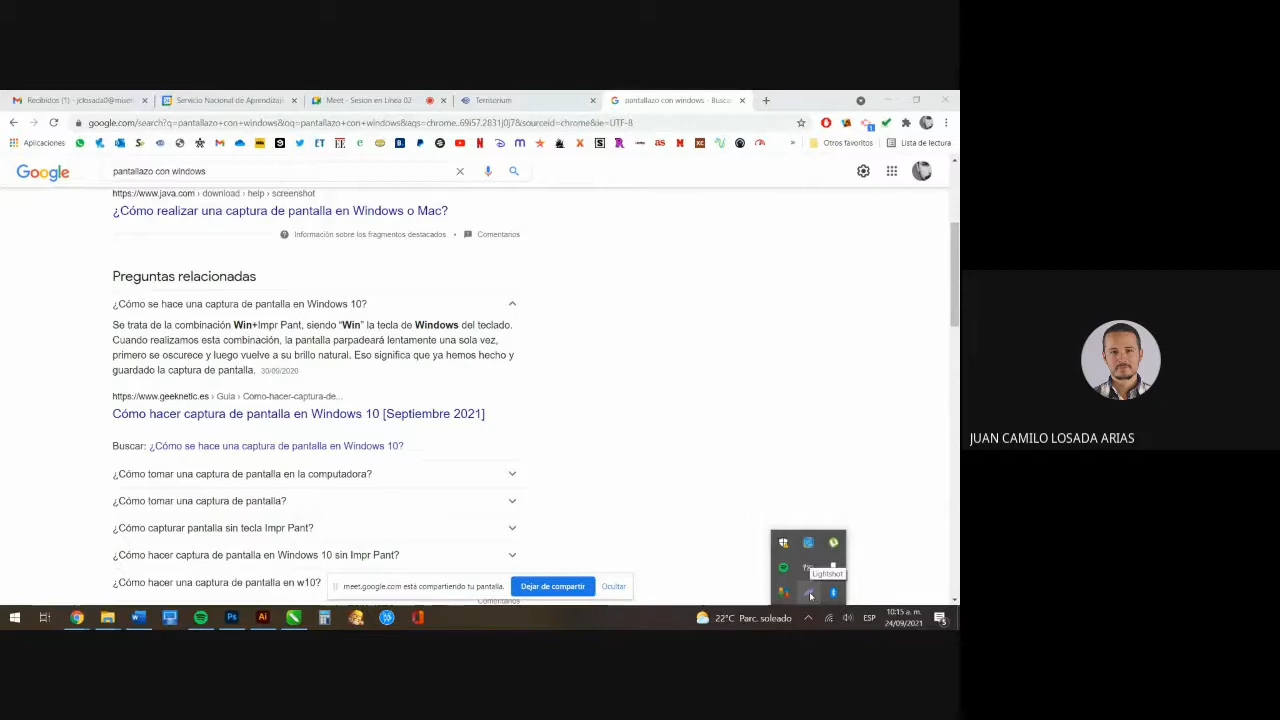 Recibidos (1) - jclosada0@misen
Servicio Nacional de Aprendizaje
Meet - Sesion en Línea 02
Territorium
pantallazo con windows - Busca
google.com/search?q=pantallazo+con+windows&oq=pantallazo+con+windows&aqs=chrome..69i57.2831j0j7&sourceid=chrome&ie=UTF-8
Aplicaciones
Otros favoritos
Lista de lectura
Google
pantallazo con windows
https://www.java.com › download › help › screenshot
¿Cómo realizar una captura de pantalla en Windows o Mac?
Información sobre los fragmentos destacados • Comentarios
Preguntas relacionadas
¿Cómo se hace una captura de pantalla en Windows 10?
Se trata de la combinación Win+Impr Pant, siendo “Win” la tecla de Windows del teclado.
Cuando realizamos esta combinación, la pantalla parpadeará lentamente una sola vez,
primero se oscurece y luego vuelve a su brillo natural. Eso significa que ya hemos hecho y
guardado la captura de pantalla. 30/09/2020
https://www.geeknetic.es › Guia › Como-hacer-captura-de...
Cómo hacer captura de pantalla en Windows 10 [Septiembre 2021]
Buscar: ¿Cómo se hace una captura de pantalla en Windows 10?
¿Cómo tomar una captura de pantalla en la computadora?
¿Cómo tomar una captura de pantalla?
¿Cómo capturar pantalla sin tecla Impr Pant?
¿Cómo hacer captura de pantalla en Windows 10 sin Impr Pant?
¿Cómo hacer una captura de pantalla en w10?
meet.google.com está compartiendo tu pantalla.
Dejar de compartir
Ocultar
Comentarios
Lightshot
22°C Parc. soleado
ESP
10:15 a. m.
24/09/2021
JUAN CAMILO LOSADA ARIAS